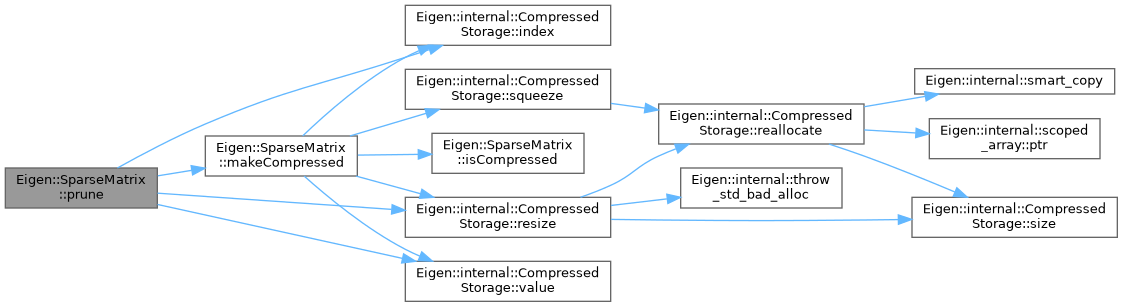 Eigen::SparseMatrix
::prune
Eigen::SparseMatrix
::makeCompressed
Eigen::internal::Compressed
Storage::index
Eigen::internal::Compressed
Storage::squeeze
Eigen::SparseMatrix
::isCompressed
Eigen::internal::Compressed
Storage::resize
Eigen::internal::Compressed
Storage::value
Eigen::internal::Compressed
Storage::reallocate
Eigen::internal::throw
_std_bad_alloc
Eigen::internal::smart_copy
Eigen::internal::scoped
_array::ptr
Eigen::internal::Compressed
Storage::size